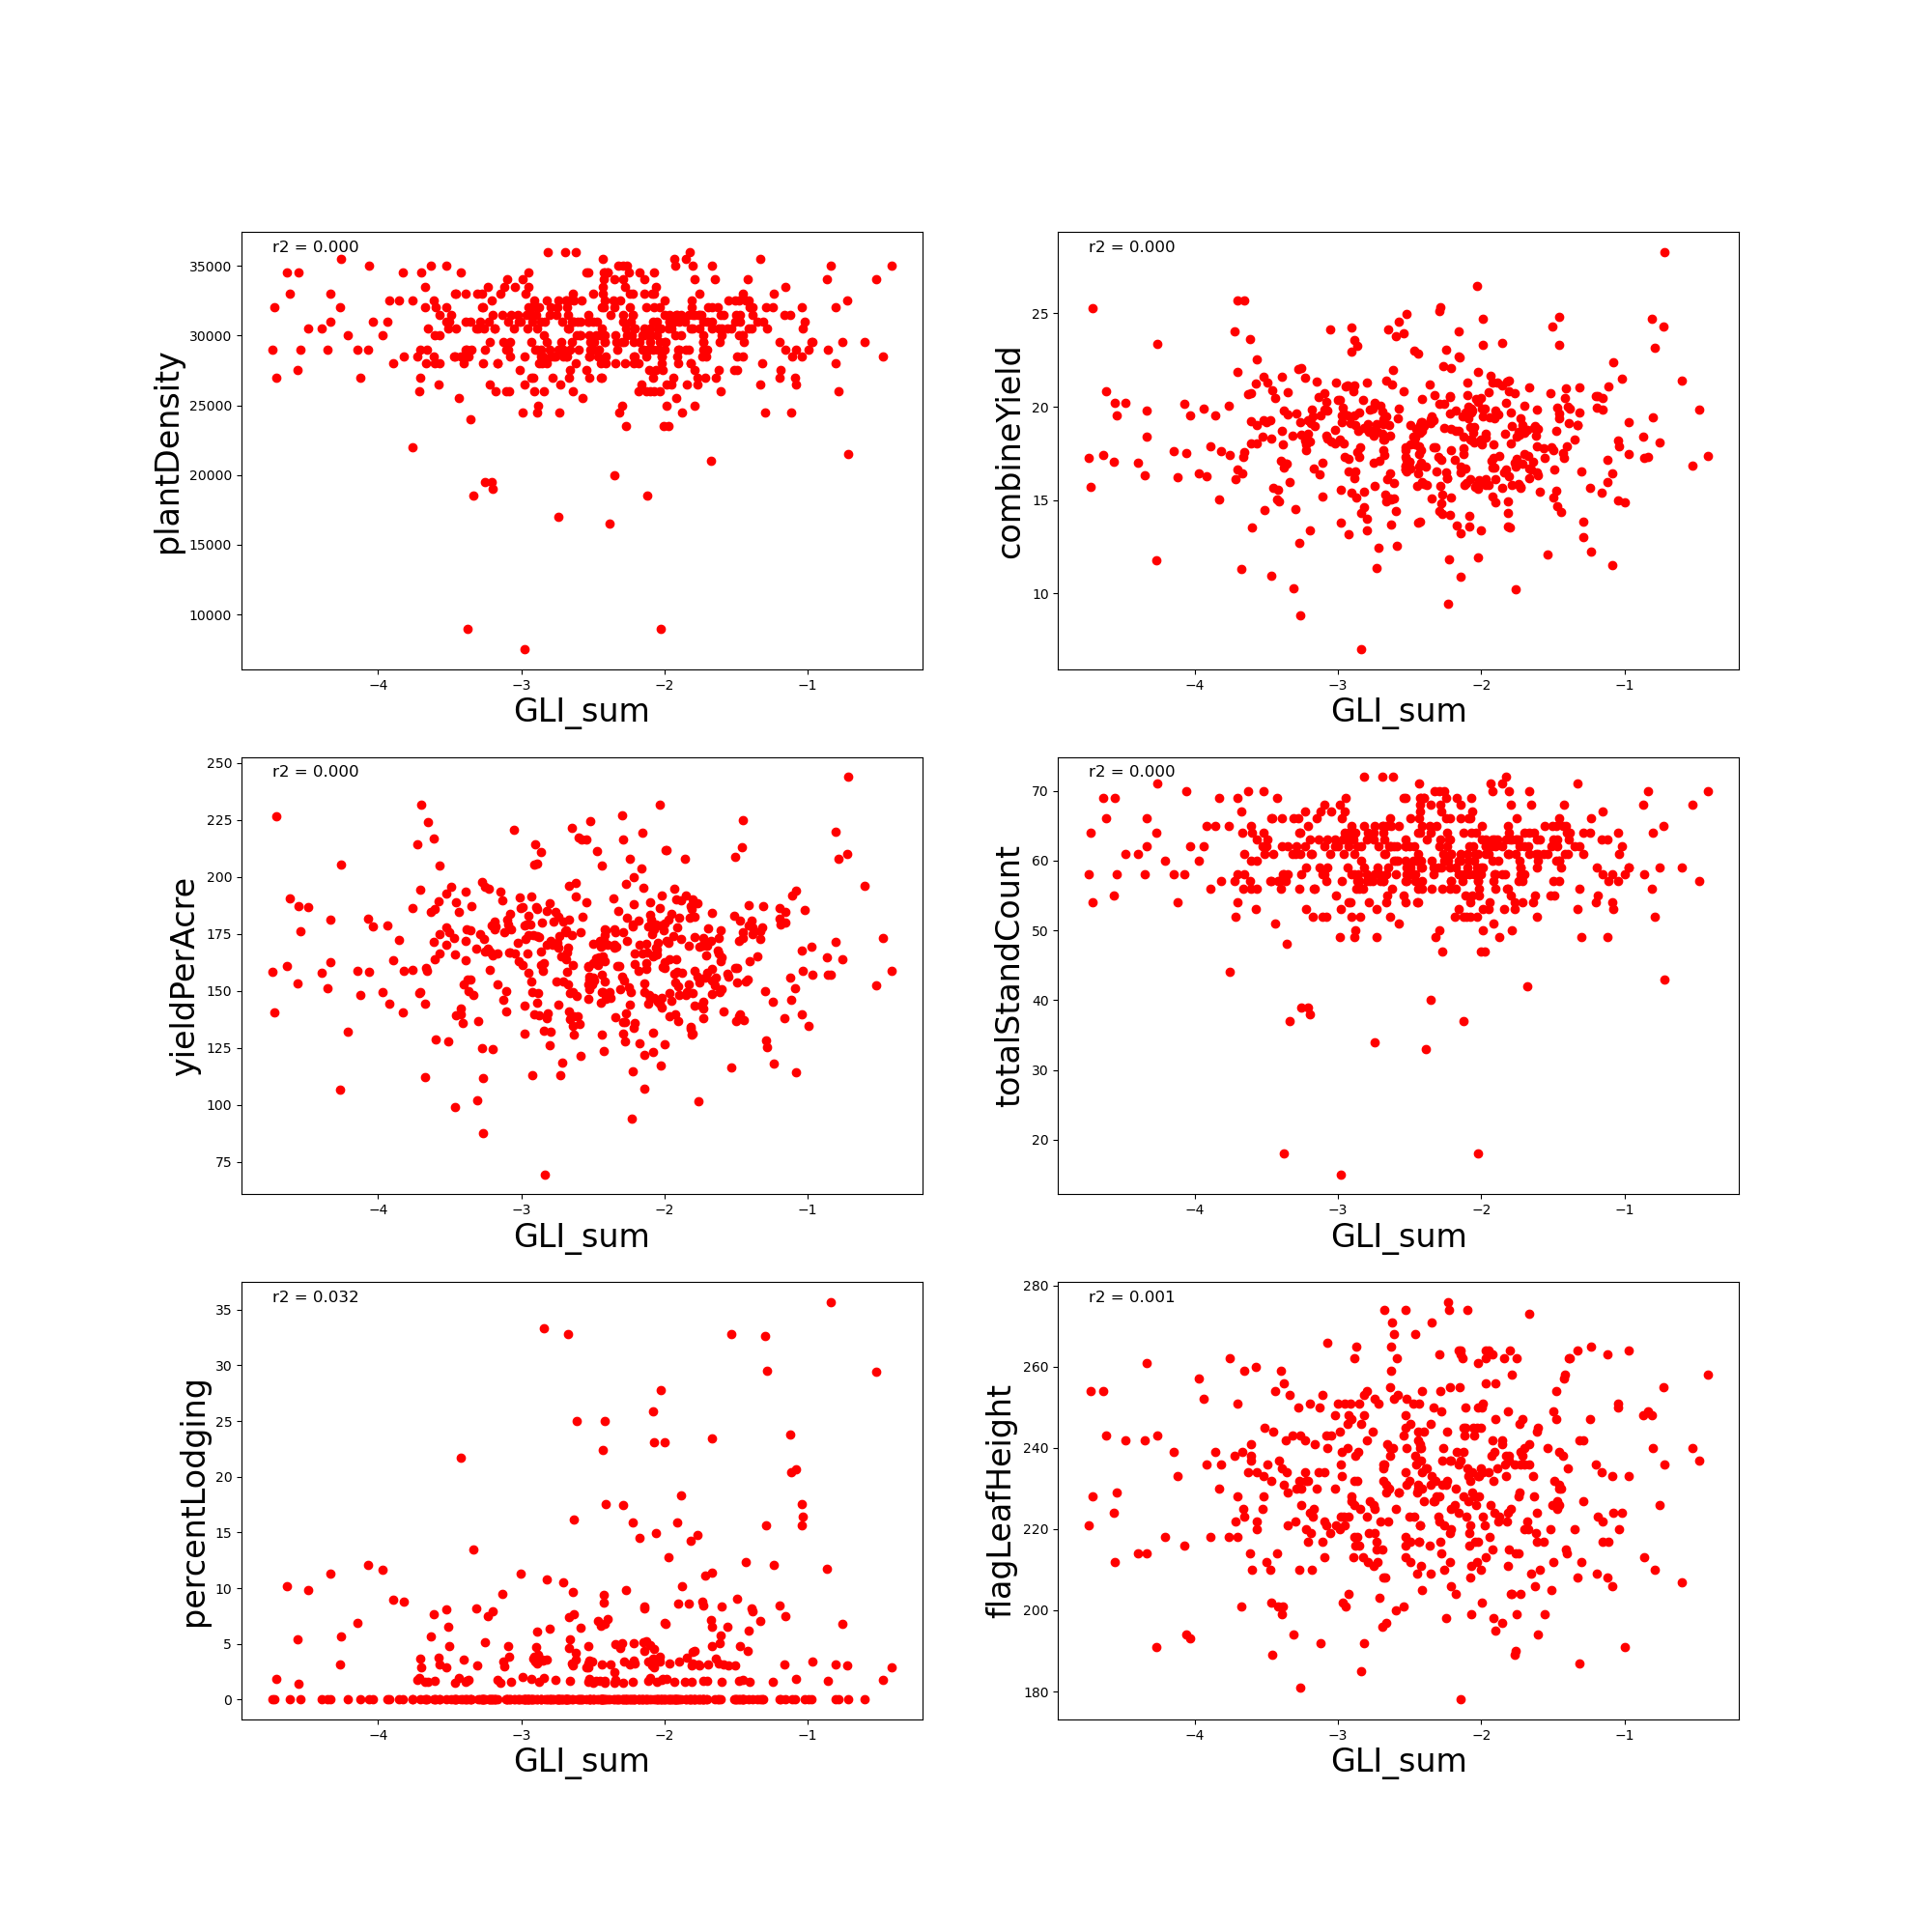 r2 = 0.000
plantDensity
35000
30000
25000
20000
15000
10000
−4 −3 −2 −1
GLI_sum
r2 = 0.000
combineYield
25
20
15
10
−4 −3 −2 −1
GLI_sum
r2 = 0.000
yieldPerAcre
250
225
200
175
150
125
100
75
−4 −3 −2 −1
GLI_sum
r2 = 0.000
totalStandCount
70
60
50
40
30
20
−4 −3 −2 −1
GLI_sum
r2 = 0.032
percentLodging
35
30
25
20
15
10
5
0
−4 −3 −2 −1
GLI_sum
r2 = 0.001
flagLeafHeight
280
260
240
220
200
180
−4 −3 −2 −1
GLI_sum